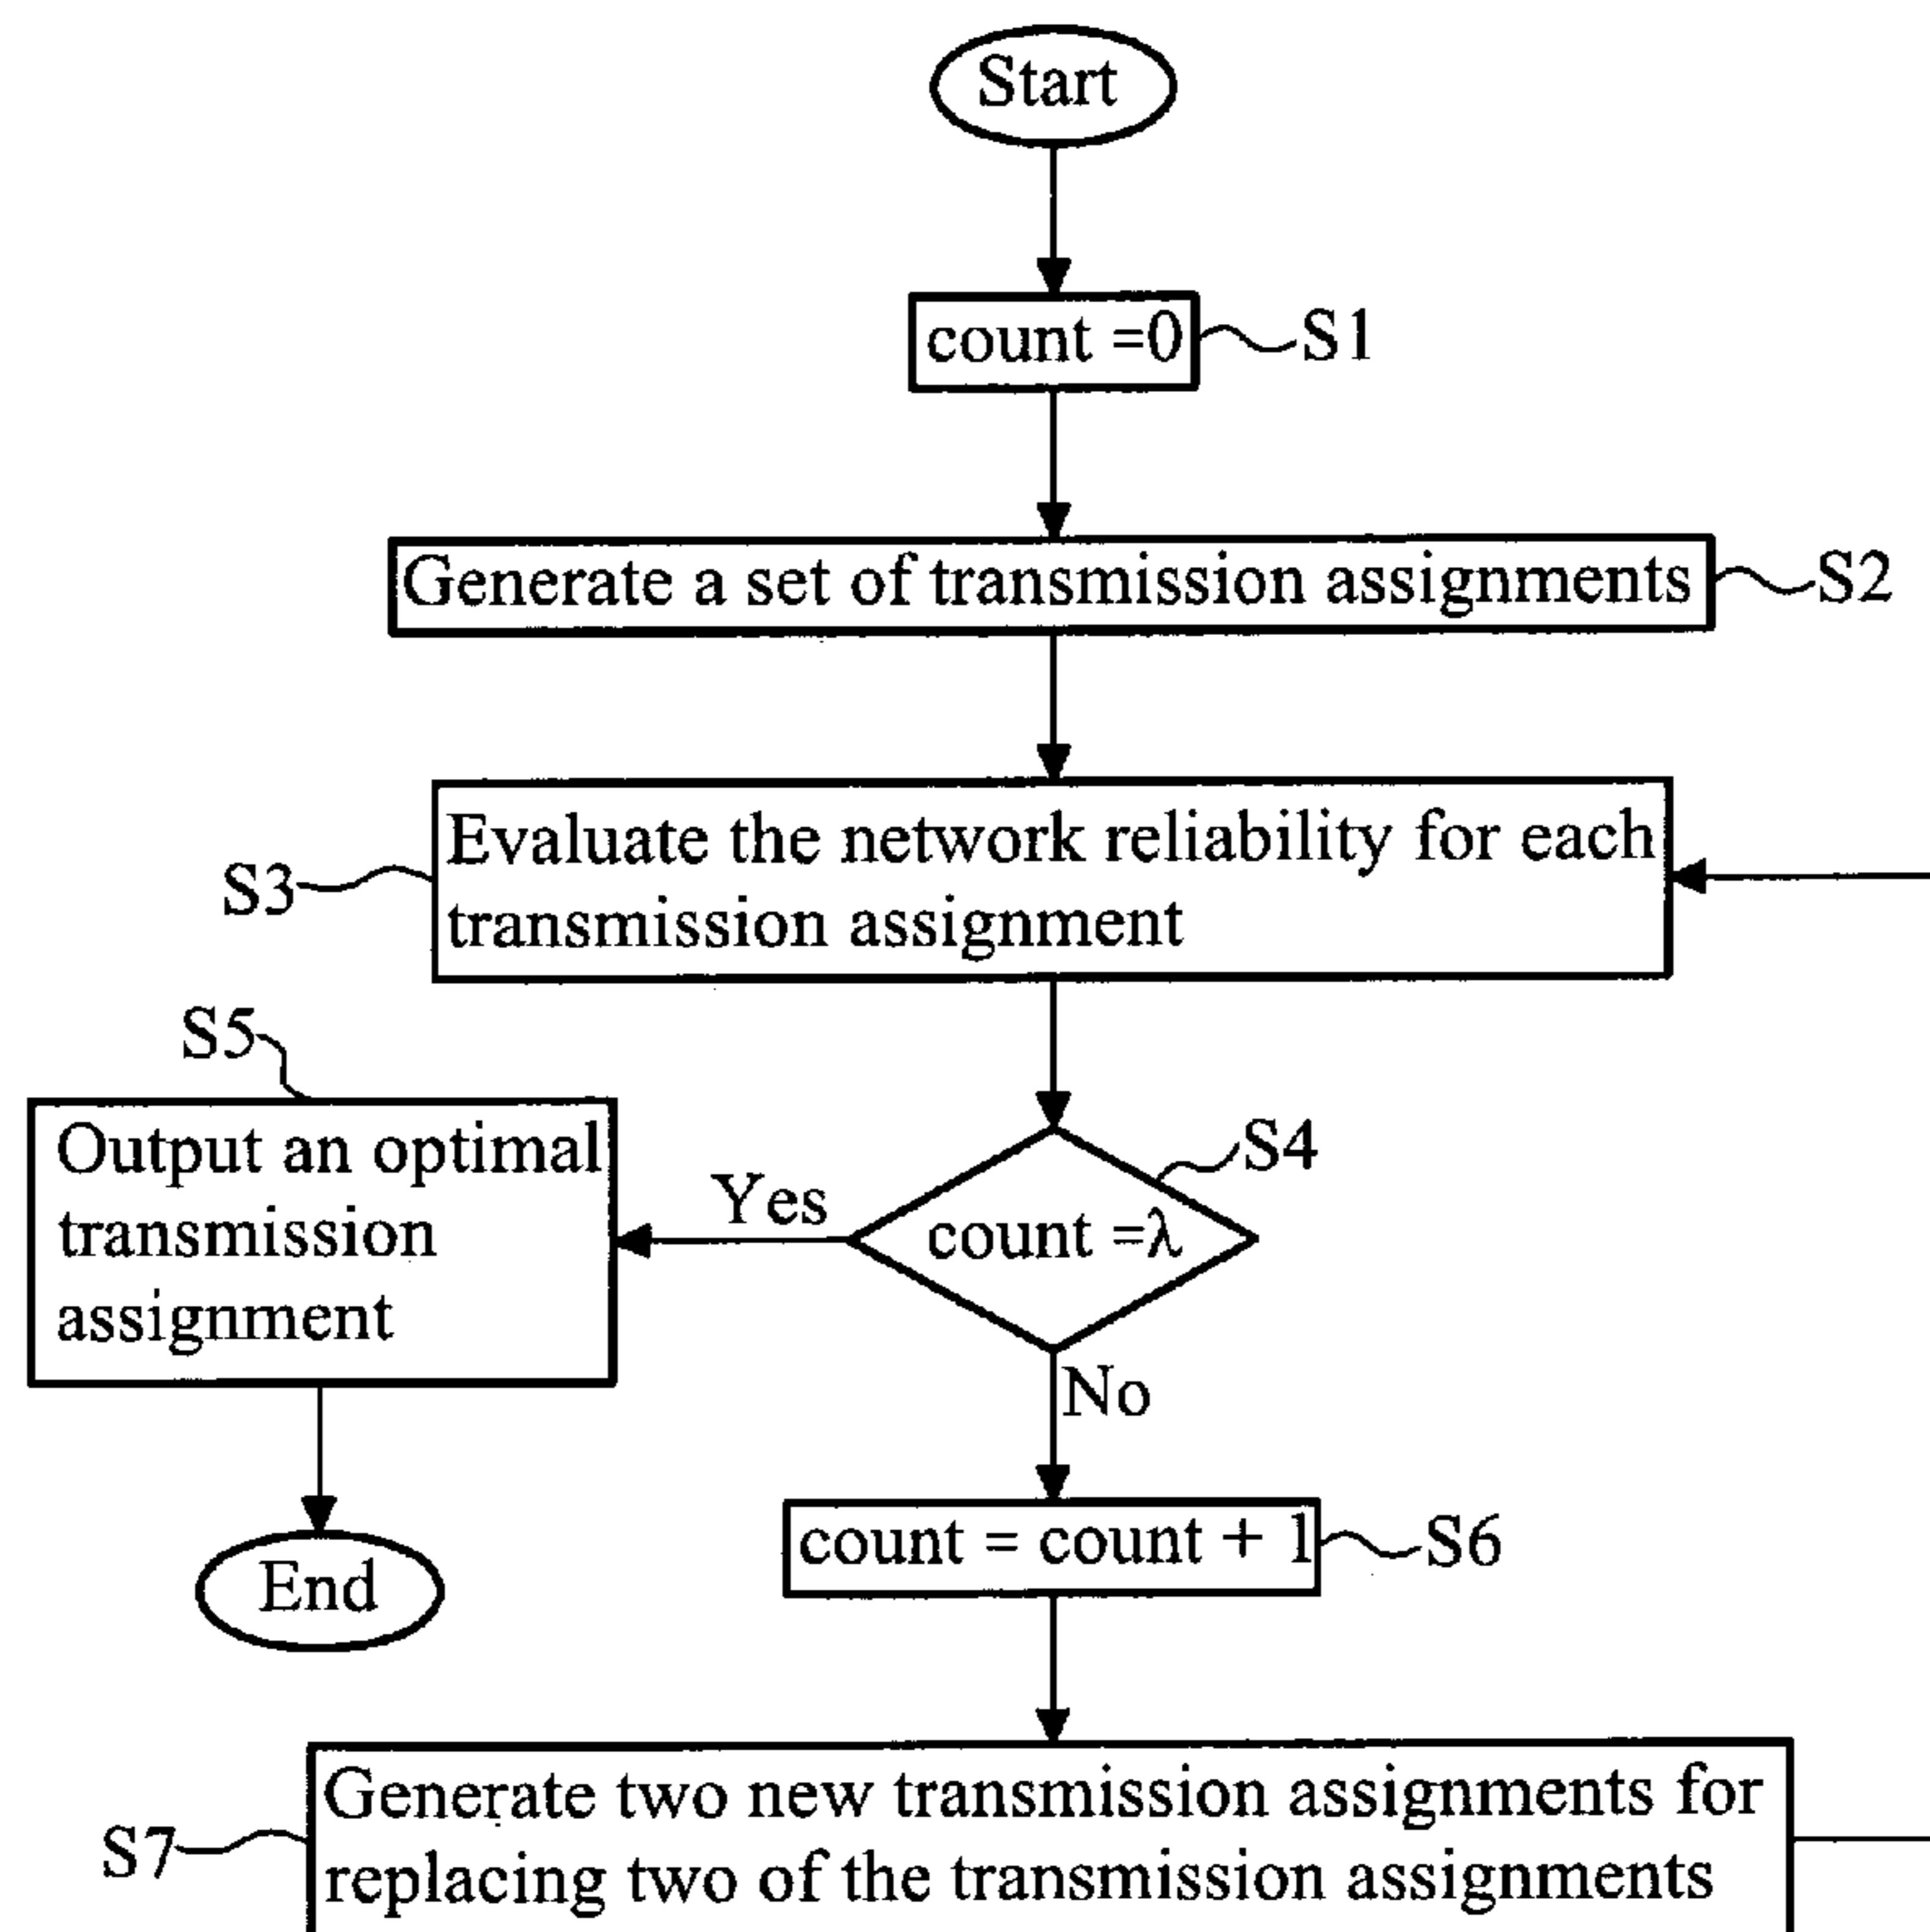 Start
count =0
S1
Generate a set of transmission assignments
S2
Evaluate the network reliability for each
transmission assignment
S3
S5
Output an optimal
transmission
assignment
Yes
count =λ
S4
No
End
count = count + 1
S6
Generate two new transmission assignments for
replacing two of the transmission assignments
S7